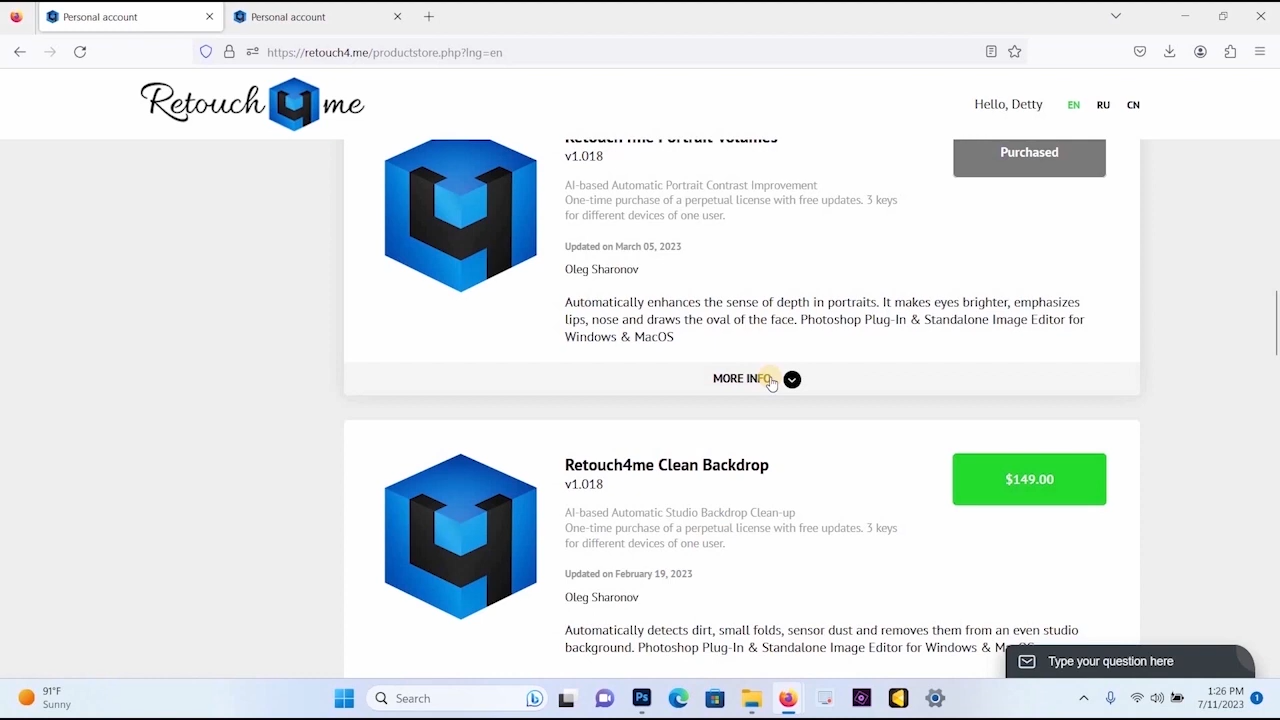 Personal account
Personal account
https://retouch4.me/productstore.php?lng=en
Retouch 4 me
Hello, Detty
EN
RU
CN
Retouch4me Portrait Volumes
v1.018
Purchased
AI-based Automatic Portrait Contrast Improvement
One-time purchase of a perpetual license with free updates. 3 keys
for different devices of one user.
Updated on March 05, 2023
Oleg Sharonov
Automatically enhances the sense of depth in portraits. It makes eyes brighter, emphasizes
lips, nose and draws the oval of the face. Photoshop Plug-In & Standalone Image Editor for
Windows & MacOS
MORE INFO
Retouch4me Clean Backdrop
v1.018
$149.00
AI-based Automatic Studio Backdrop Clean-up
One-time purchase of a perpetual license with free updates. 3 keys
for different devices of one user.
Updated on February 19, 2023
Oleg Sharonov
Automatically detects dirt, small folds, sensor dust and removes them from an even studio
background. Photoshop Plug-In & Standalone Image Editor for Windows & MacOS
Type your question here
91°F
Sunny
Search
Ps
1:26 PM
7/11/2023
1